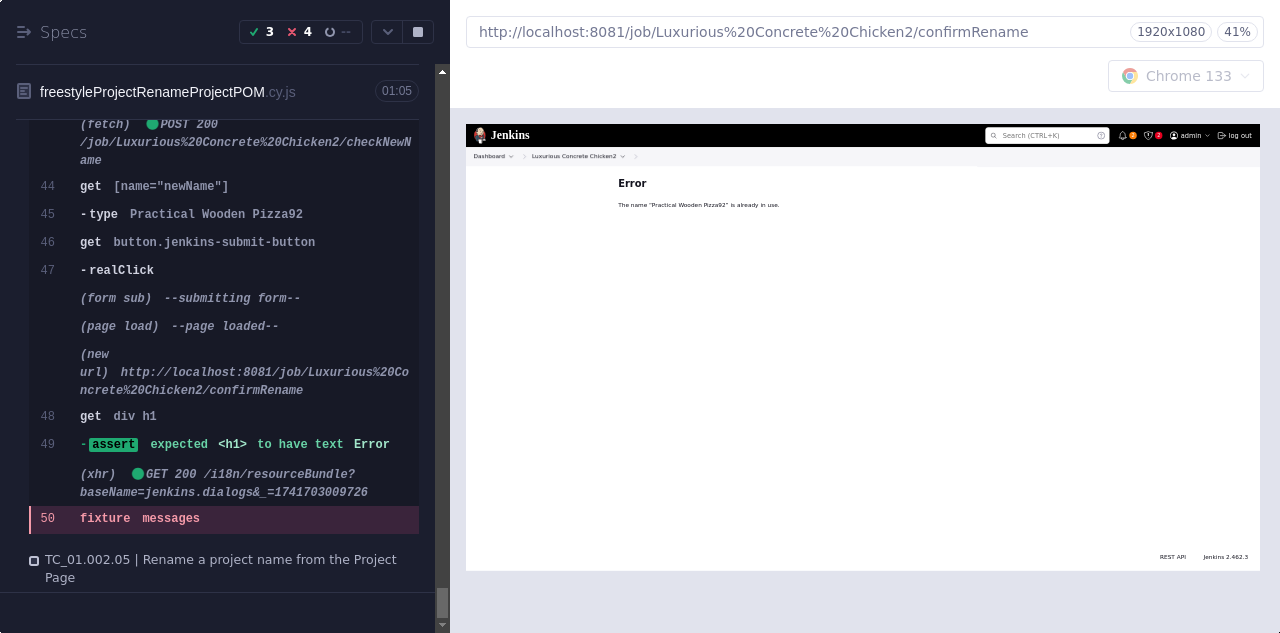 Specs
3
4
--
freestyleProjectRenameProjectPOM.cy.js
01:05
(fetch) POST 200
/job/Luxurious%20Concrete%20Chicken2/checkNewN
ame
44 get [name="newName"]
45 -type Practical Wooden Pizza92
46 get button.jenkins-submit-button
47 -realClick
(form sub) --submitting form--
(page load) --page loaded--
(new
url) http://localhost:8081/job/Luxurious%20Co
ncrete%20Chicken2/confirmRename
48 get div h1
49 -assert expected <h1> to have text Error
(xhr) GET 200 /i18n/resourceBundle?
baseName=jenkins.dialogs&_=1741703009726
50 fixture messages
TC_01.002.05 | Rename a project name from the Project
Page
http://localhost:8081/job/Luxurious%20Concrete%20Chicken2/confirmRename
1920x1080
41%
Chrome 133
Jenkins
Search (CTRL+K)
2
2
admin
log out
Dashboard
Luxurious Concrete Chicken2
Error
The name "Practical Wooden Pizza92" is already in use.
REST API
Jenkins 2.462.3